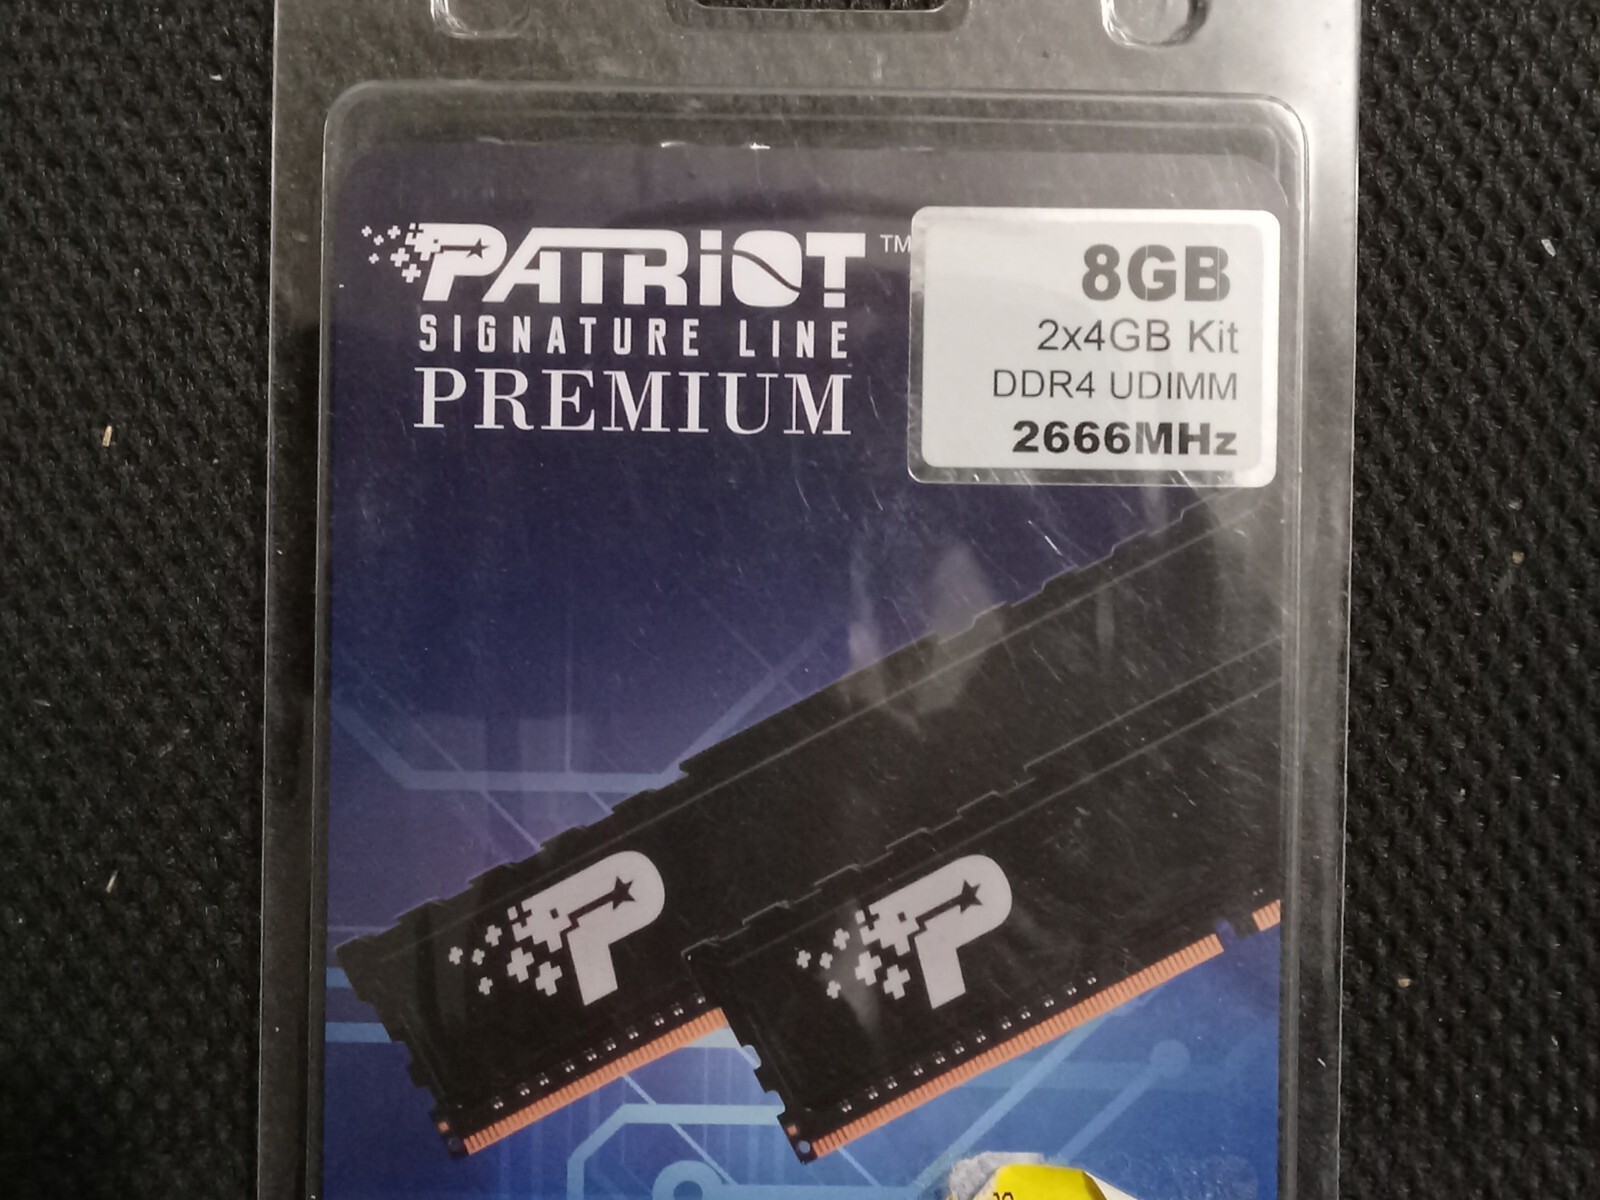 PATRiOT™
SIGNATURE LINE
PREMIUM
8GB
2x4GB Kit
DDR4 UDIMM
2666MHz